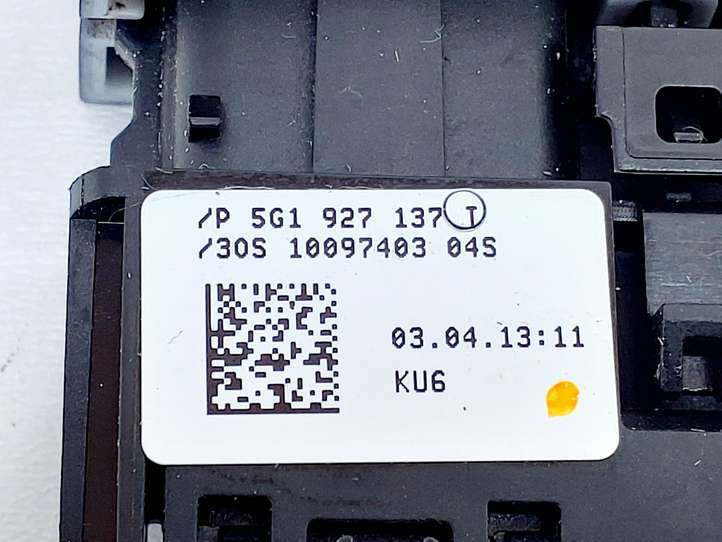 /P 5G1 927 137 T
/30S 10097403 04S
03.04.13:11
KU6